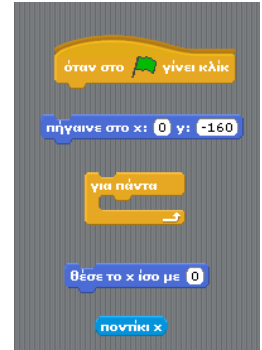 όταν στο γίνει κλίκ
πήγαινε στο x: 0 y: -160
για πάντα
θέσε το x ίσο με 0
ποντίκι x